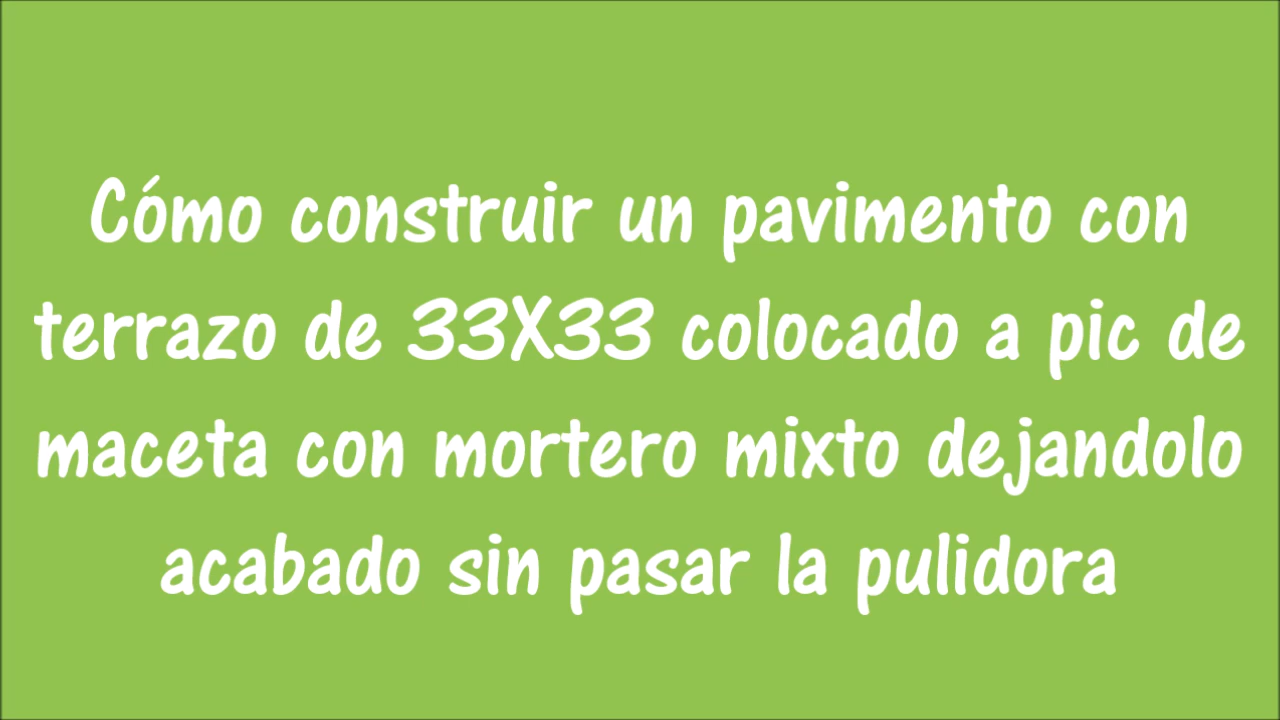 Cómo construir un pavimento con
terrazo de 33X33 colocado a pic de
maceta con mortero mixto dejandolo
acabado sin pasar la pulidora